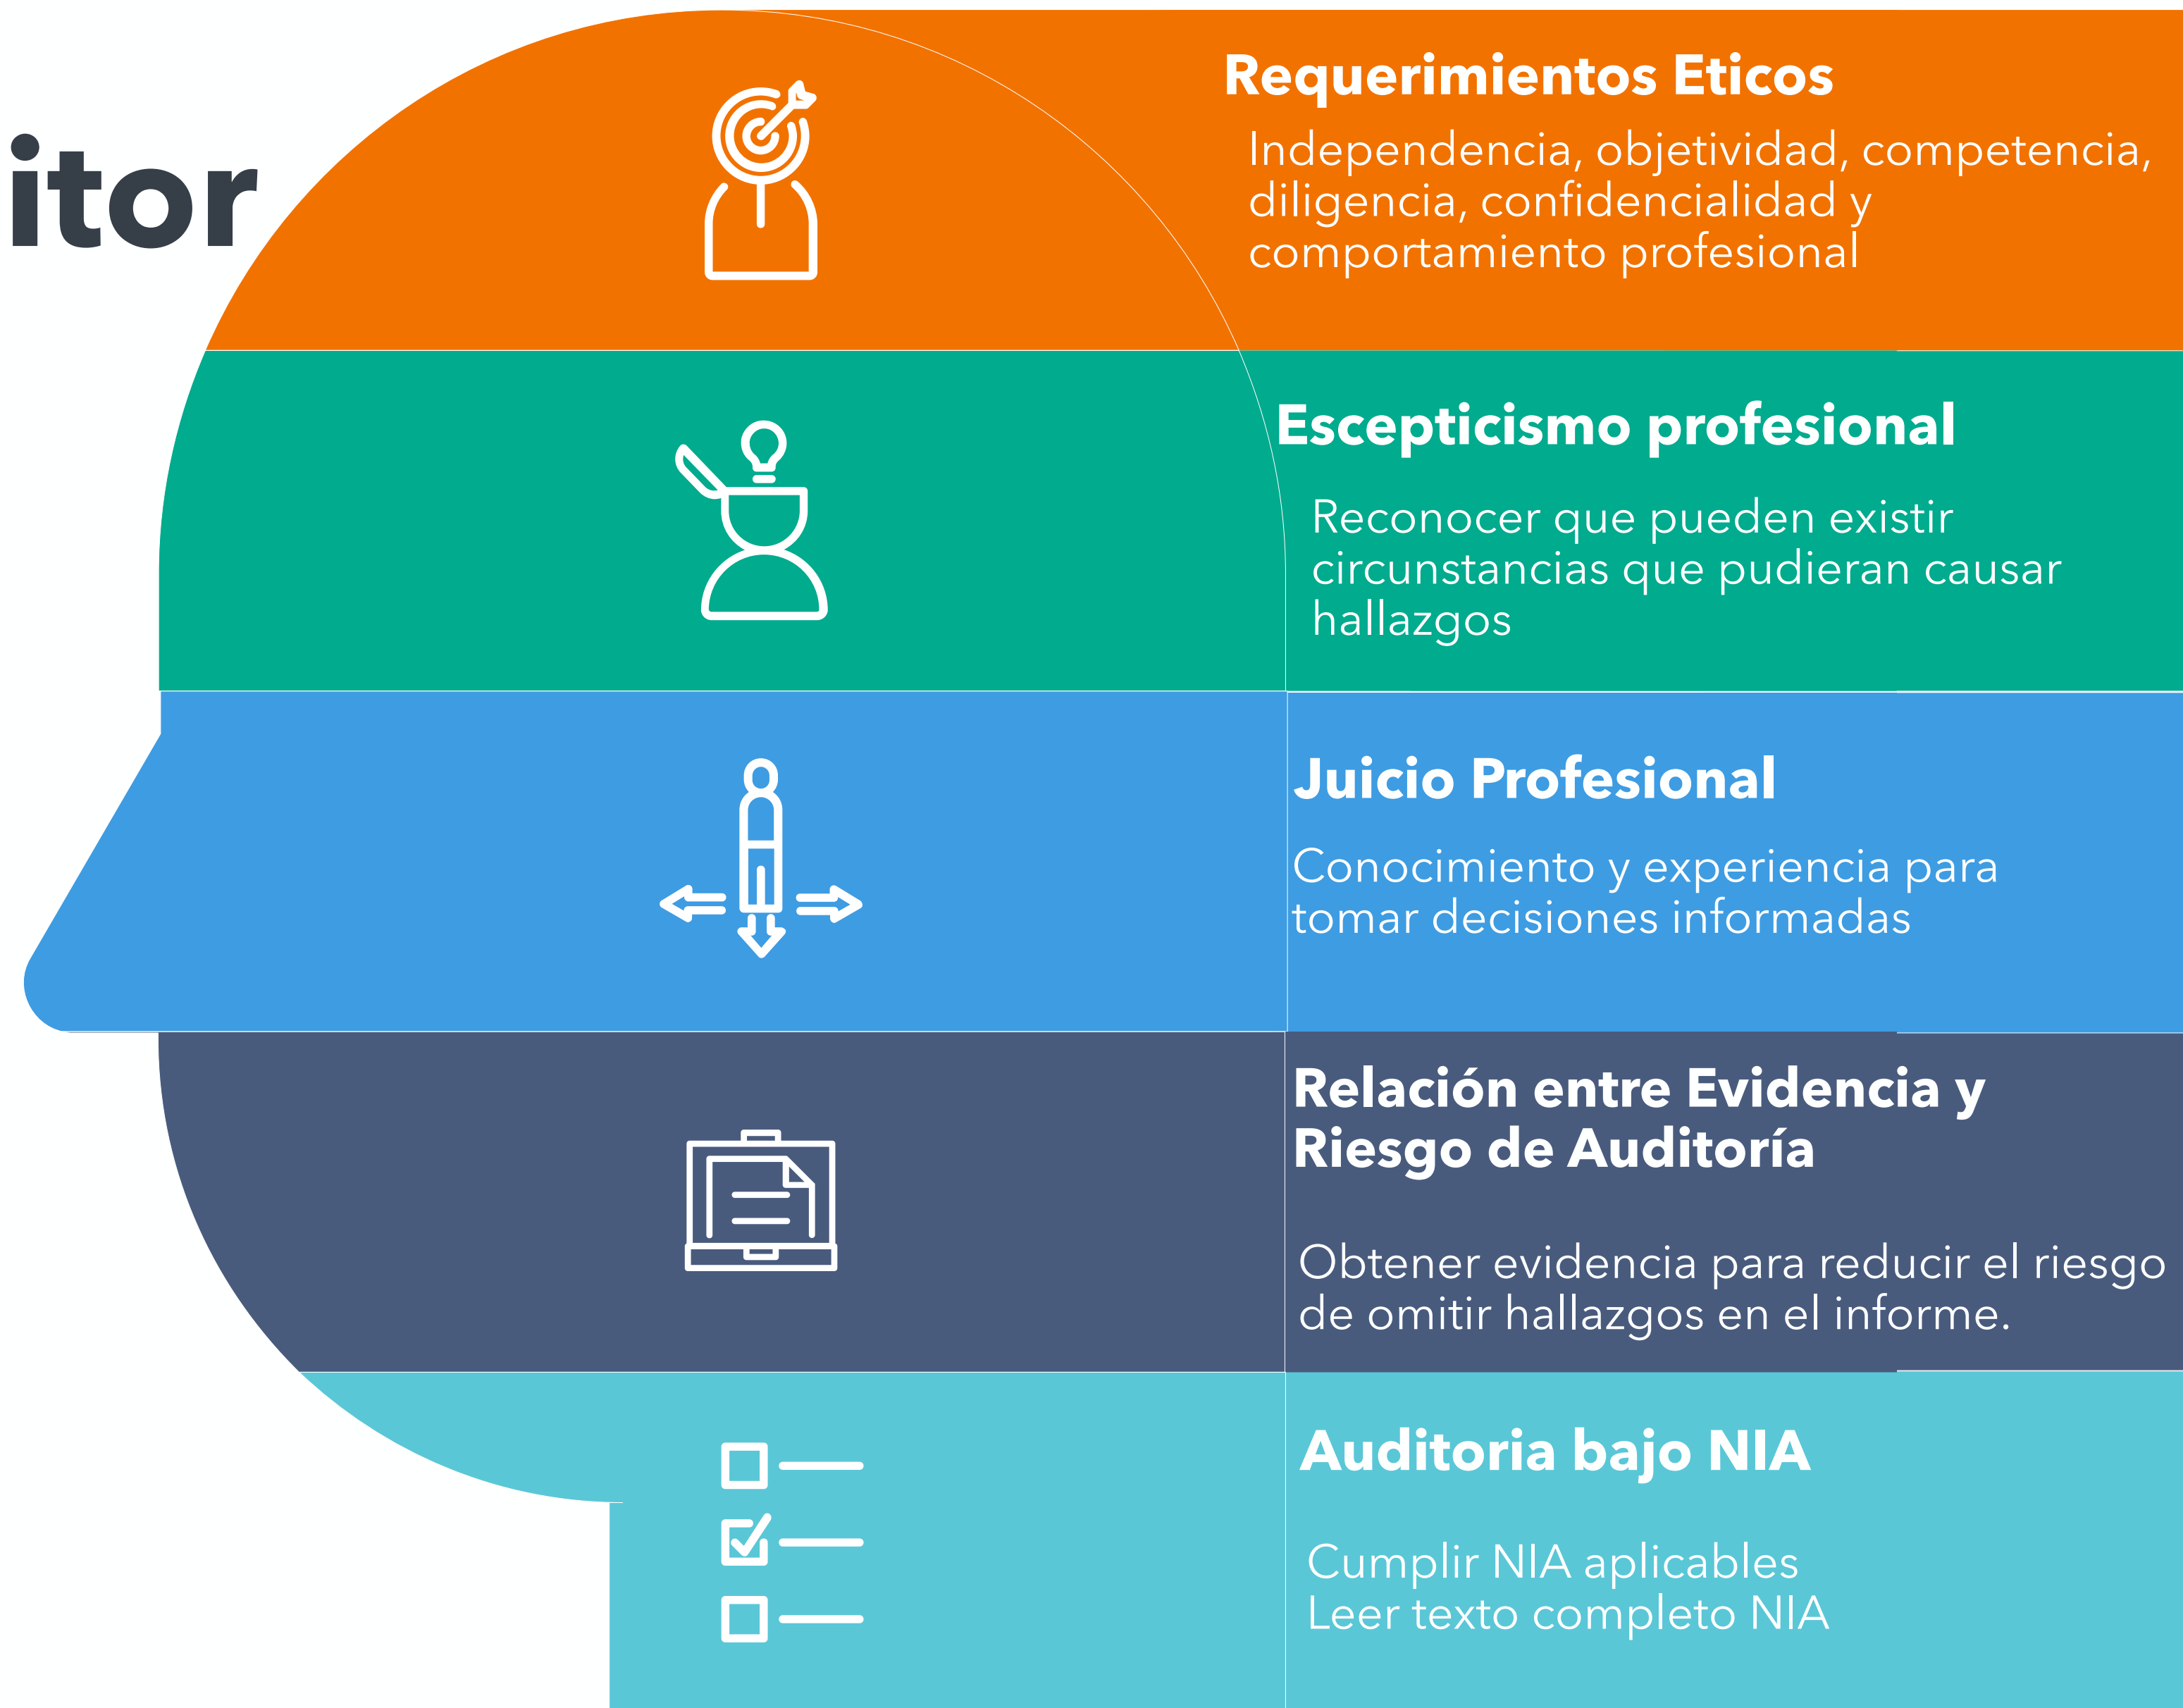 itor
Requerimientos Eticos
Independencia, objetividad, competencia,
diligencia, confidencialidad y
comportamiento profesional
Escepticismo profesional
Reconocer que pueden existir
circunstancias que pudieran causar
hallazgos
Juicio Profesional
Conocimiento y experiencia para
tomar decisiones informadas
Relación entre Evidencia y
Riesgo de Auditoría
Obtener evidencia para reducir el riesgo
de omitir hallazgos en el informe.
Auditoria bajo NIA
Cumplir NIA aplicables
Leer texto completo NIA